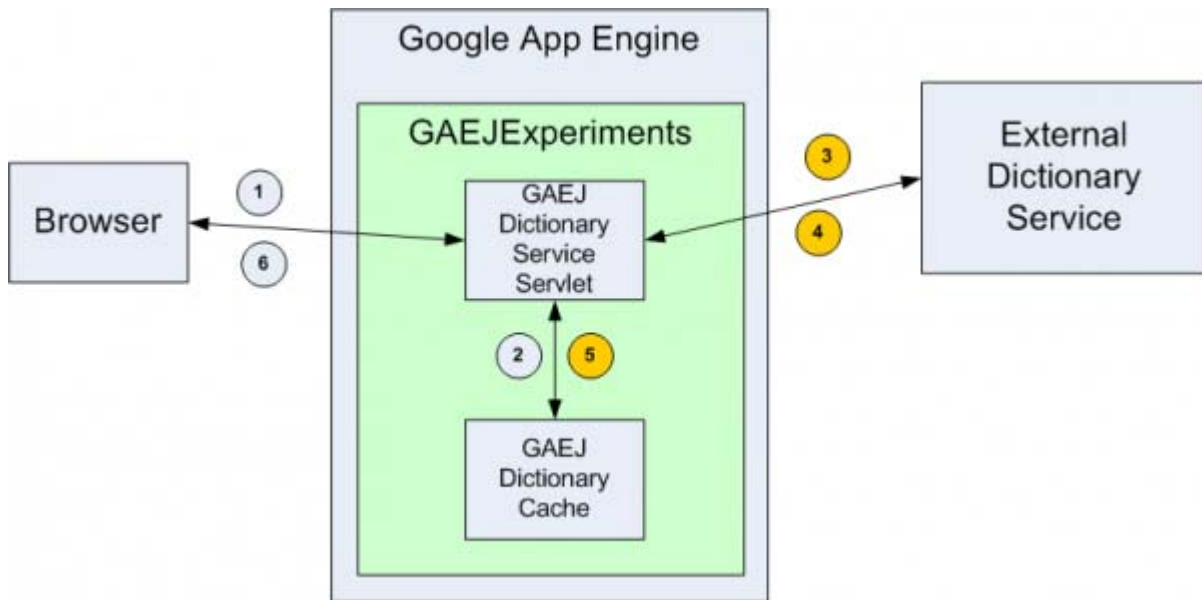 Google App Engine
GAEJExperiments
Browser
1
6
GAEJ
Dictionary
Service
Servlet
2
5
GAEJ
Dictionary
Cache
3
4
External
Dictionary
Service